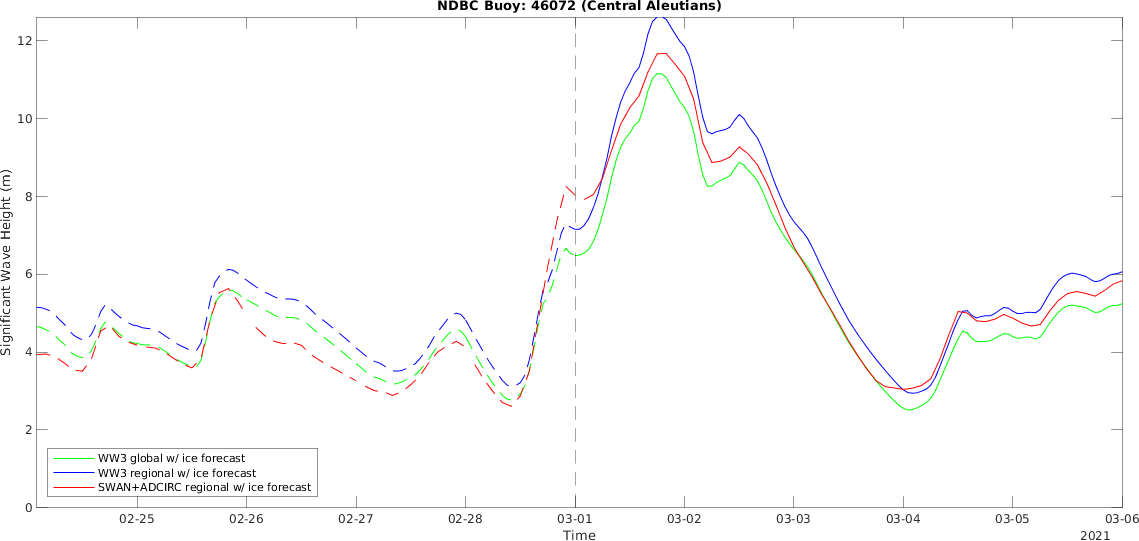 NDBC Buoy: 46072 (Central Aleutians)
12
10
8
6
4
2
0
Significant Wave Height (m)
WW3 global w/ ice forecast
WW3 regional w/ ice forecast
SWAN+ADCIRC regional w/ ice forecast
02-25 02-26 02-27 02-28 03-01 03-02 03-03 03-04 03-05 03-06
Time
2021